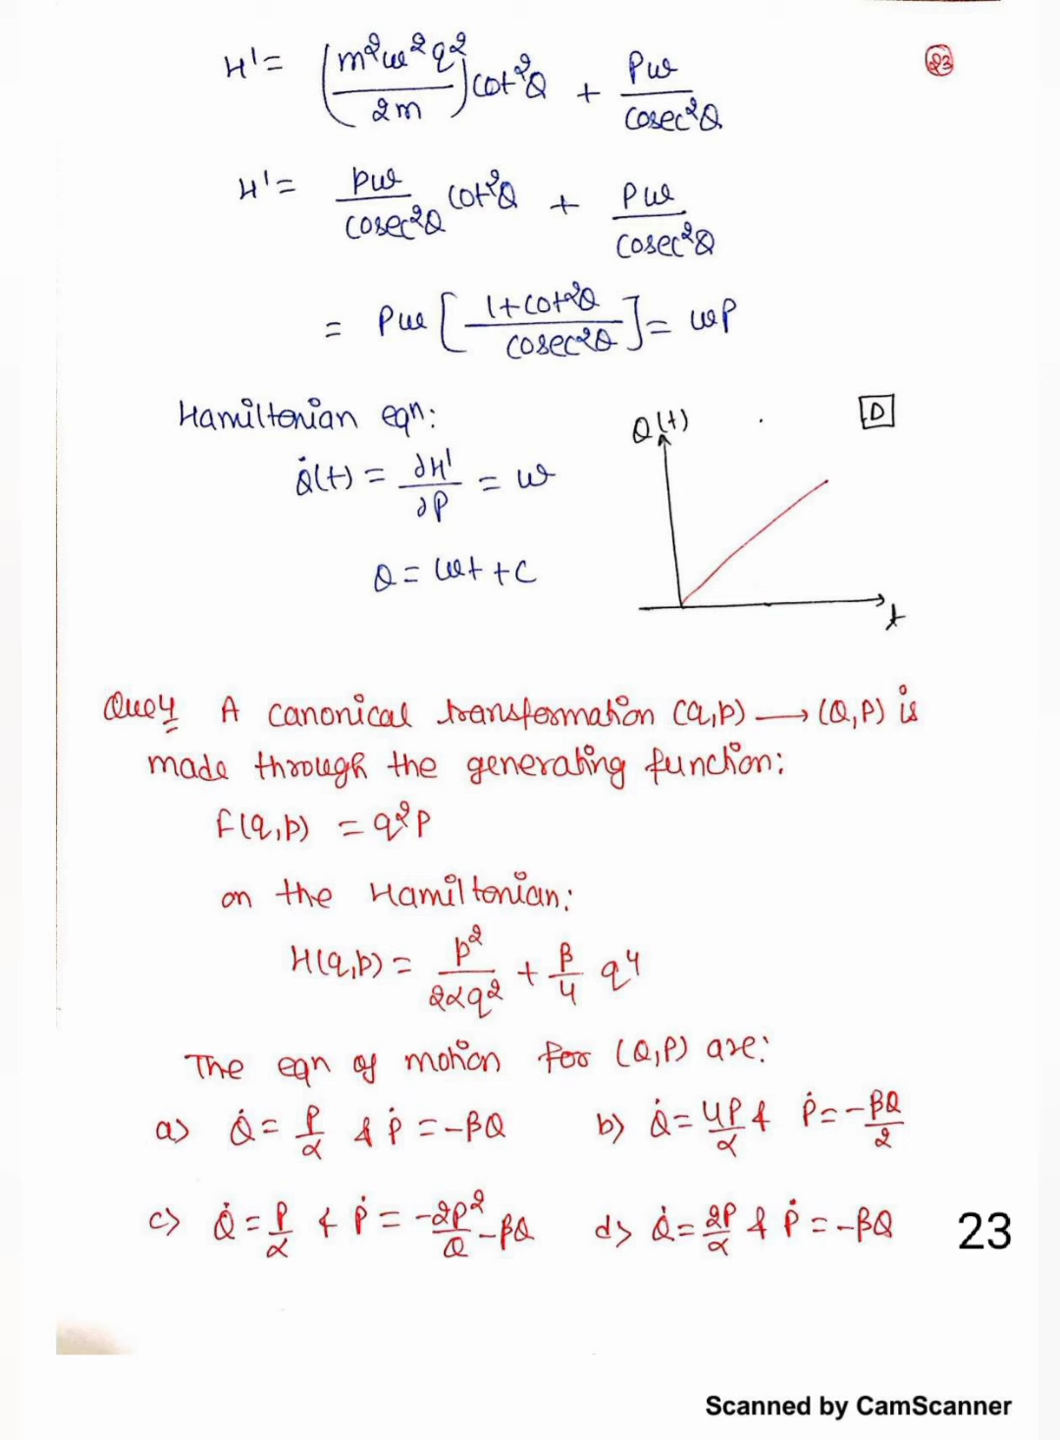 H' = (m²ω²q²/2m) cot²Q + Pω/cosec²Q
23
H' = pω/cosec²Q cot²Q + Pω/cosec²Q
= Pω [1+cot²Q/cosec²Q] = ωP
Hamiltonian eqn:
Q(t)
D
Q̇(t) = ∂H'/∂P = ω
Q = ωt + C
t
Que4 A canonical transformation (q,p) → (Q,P) is
made through the generating function:
F(q,p) = q²P
on the Hamiltonian:
H(q,p) = p²/2αq² + β/4 q⁴
The eqn of motion for (Q,P) are:
a) Q̇ = P/α & Ṗ = -βQ b) Q̇ = 4P/α & Ṗ = -βQ/2
c) Q̇ = P/α & Ṗ = -2P²/Q - βQ d) Q̇ = 2P/α & Ṗ = -βQ
23
Scanned by CamScanner